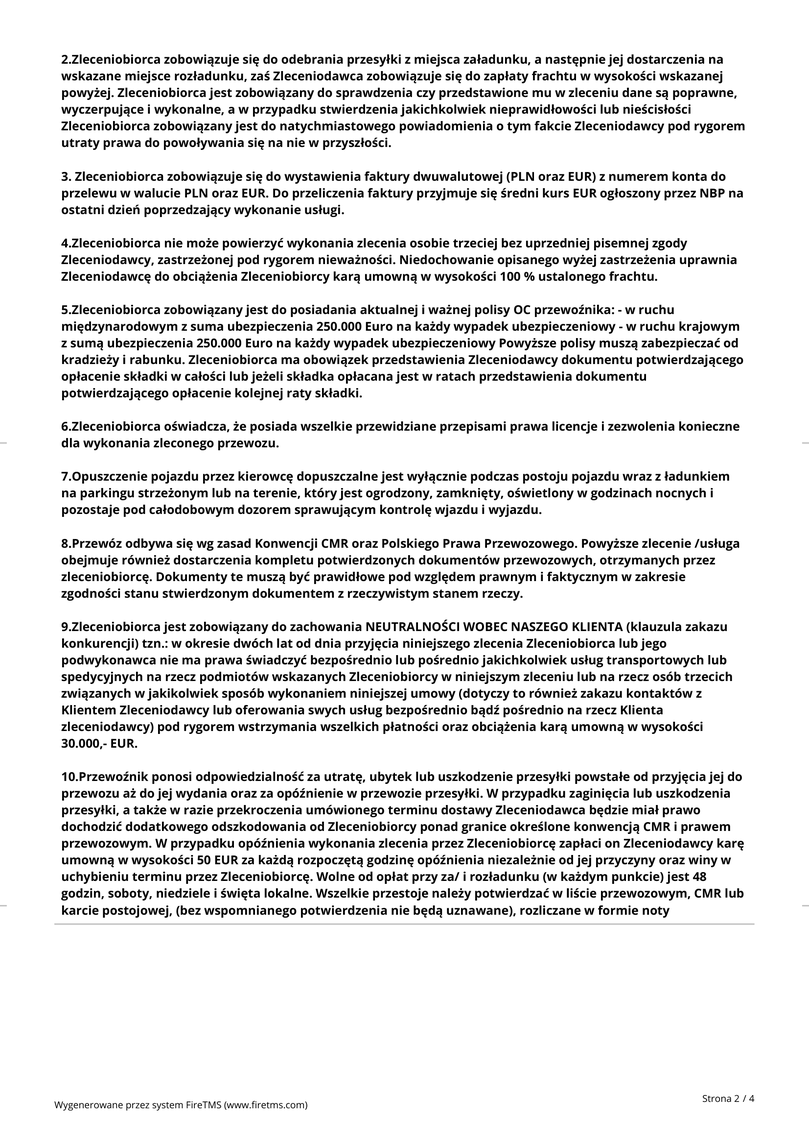 2.Zleceniobiorca zobowiązuje się do odebrania przesyłki z miejsca załadunku, a następnie jej dostarczenia na
wskazane miejsce rozładunku, zaś Zleceniodawca zobowiązuje się do zapłaty frachtu w wysokości wskazanej
powyżej. Zleceniobiorca jest zobowiązany do sprawdzenia czy przedstawione mu w zleceniu dane są poprawne,
wyczerpujące i wykonalne, a w przypadku stwierdzenia jakichkolwiek nieprawidłowości lub nieścisłości
Zleceniobiorca zobowiązany jest do natychmiastowego powiadomienia o tym fakcie Zleceniodawcy pod rygorem
utraty prawa do powoływania się na nie w przyszłości.
3. Zleceniobiorca zobowiązuje się do wystawienia faktury dwuwalutowej (PLN oraz EUR) z numerem konta do
przelewu w walucie PLN oraz EUR. Do przeliczenia faktury przyjmuje się średni kurs EUR ogłoszony przez NBP na
ostatni dzień poprzedzający wykonanie usługi.
4.Zleceniobiorca nie może powierzyć wykonania zlecenia osobie trzeciej bez uprzedniej pisemnej zgody
Zleceniodawcy, zastrzeżonej pod rygorem nieważności. Niedochowanie opisanego wyżej zastrzeżenia uprawnia
Zleceniodawcę do obciążenia Zleceniobiorcy karą umowną w wysokości 100 % ustalonego frachtu.
5.Zleceniobiorca zobowiązany jest do posiadania aktualnej i ważnej polisy OC przewoźnika: - w ruchu
międzynarodowym z suma ubezpieczenia 250.000 Euro na każdy wypadek ubezpieczeniowy - w ruchu krajowym
z sumą ubezpieczenia 250.000 Euro na każdy wypadek ubezpieczeniowy Powyższe polisy muszą zabezpieczać od
kradzieży i rabunku. Zleceniobiorca ma obowiązek przedstawienia Zleceniodawcy dokumentu potwierdzającego
opłacenie składki w całości lub jeżeli składka opłacana jest w ratach przedstawienia dokumentu
potwierdzającego opłacenie kolejnej raty składki.
6.Zleceniobiorca oświadcza, że posiada wszelkie przewidziane przepisami prawa licencje i zezwolenia konieczne
dla wykonania zleconego przewozu.
7.Opuszczenie pojazdu przez kierowcę dopuszczalne jest wyłącznie podczas postoju pojazdu wraz z ładunkiem
na parkingu strzeżonym lub na terenie, który jest ogrodzony, zamknięty, oświetlony w godzinach nocnych i
pozostaje pod całodobowym dozorem sprawującym kontrolę wjazdu i wyjazdu.
8.Przewóz odbywa się wg zasad Konwencji CMR oraz Polskiego Prawa Przewozowego. Powyższe zlecenie /usługa
obejmuje również dostarczenia kompletu potwierdzonych dokumentów przewozowych, otrzymanych przez
zleceniobiorcę. Dokumenty te muszą być prawidłowe pod względem prawnym i faktycznym w zakresie
zgodności stanu stwierdzonym dokumentem z rzeczywistym stanem rzeczy.
9.Zleceniobiorca jest zobowiązany do zachowania NEUTRALNOŚCI WOBEC NASZEGO KLIENTA (klauzula zakazu
konkurencji) tzn.: w okresie dwóch lat od dnia przyjęcia niniejszego zlecenia Zleceniobiorca lub jego
podwykonawca nie ma prawa świadczyć bezpośrednio lub pośrednio jakichkolwiek usług transportowych lub
spedycyjnych na rzecz podmiotów wskazanych Zleceniobiorcy w niniejszym zleceniu lub na rzecz osób trzecich
związanych w jakikolwiek sposób wykonaniem niniejszej umowy (dotyczy to również zakazu kontaktów z
Klientem Zleceniodawcy lub oferowania swych usług bezpośrednio bądź pośrednio na rzecz Klienta
zleceniodawcy) pod rygorem wstrzymania wszelkich płatności oraz obciążenia karą umowną w wysokości
30.000,- EUR.
10.Przewoźnik ponosi odpowiedzialność za utratę, ubytek lub uszkodzenie przesyłki powstałe od przyjęcia jej do
przewozu aż do jej wydania oraz za opóźnienie w przewozie przesyłki. W przypadku zaginięcia lub uszkodzenia
przesyłki, a także w razie przekroczenia umówionego terminu dostawy Zleceniodawca będzie miał prawo
dochodzić dodatkowego odszkodowania od Zleceniobiorcy ponad granice określone konwencją CMR i prawem
przewozowym. W przypadku opóźnienia wykonania zlecenia przez Zleceniobiorcę zapłaci on Zleceniodawcy karę
umowną w wysokości 50 EUR za każdą rozpoczętą godzinę opóźnienia niezależnie od jej przyczyny oraz winy w
uchybieniu terminu przez Zleceniobiorcę. Wolne od opłat przy za/ i rozładunku (w każdym punkcie) jest 48
godzin, soboty, niedziele i święta lokalne. Wszelkie przestoje należy potwierdzać w liście przewozowym, CMR lub
karcie postojowej, (bez wspomnianego potwierdzenia nie będą uznawane), rozliczane w formie noty
Wygenerowane przez system FireTMS (www.firetms.com)
Strona 2 / 4